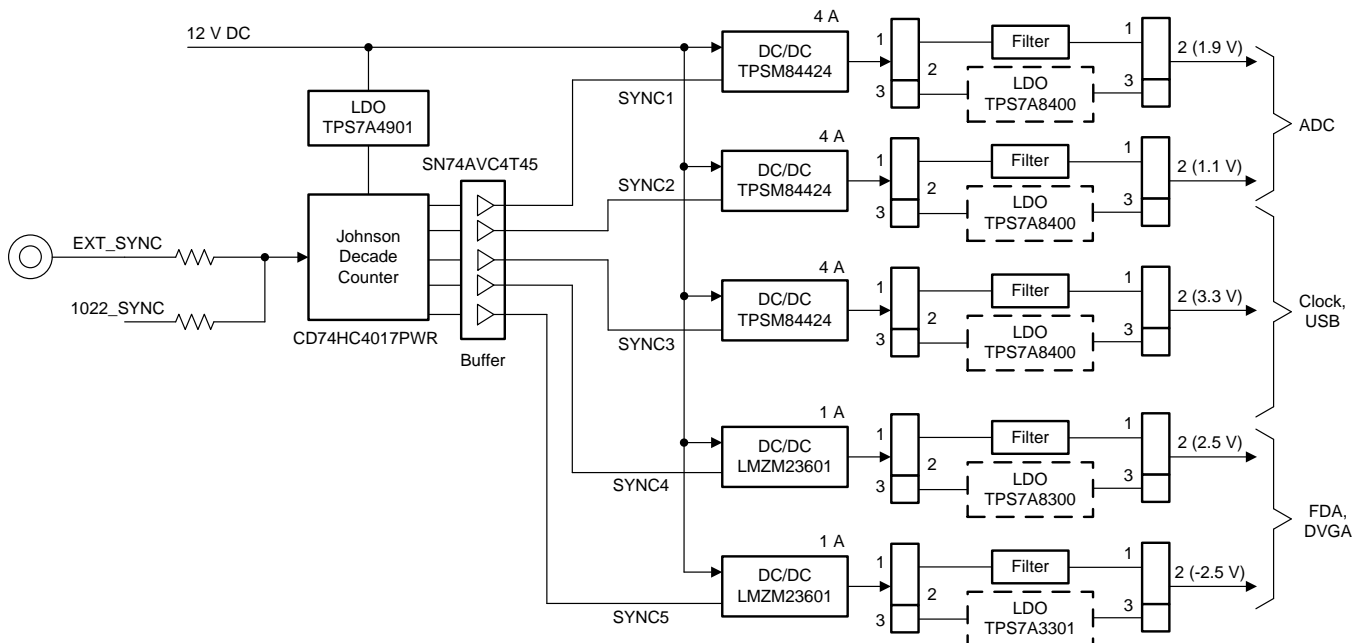 12 V DC
LDO
TPS7A4901
SN74AVC4T45
EXT_SYNC
1022_SYNC
Johnson
Decade
Counter
CD74HC4017PWR
Buffer
4 A
DC/DC
TPSM84424
SYNC1
1
2
3
Filter
LDO
TPS7A8400
1
3
2 (1.9 V)
ADC
4 A
DC/DC
TPSM84424
SYNC2
1
2
3
Filter
LDO
TPS7A8400
1
3
2 (1.1 V)
4 A
DC/DC
TPSM84424
SYNC3
1
2
3
Filter
LDO
TPS7A8400
1
3
2 (3.3 V)
Clock,
USB
1 A
DC/DC
LMZM23601
SYNC4
1
2
3
Filter
LDO
TPS7A8300
1
3
2 (2.5 V)
FDA,
DVGA
1 A
DC/DC
LMZM23601
SYNC5
1
2
3
Filter
LDO
TPS7A3301
1
3
2 (-2.5 V)